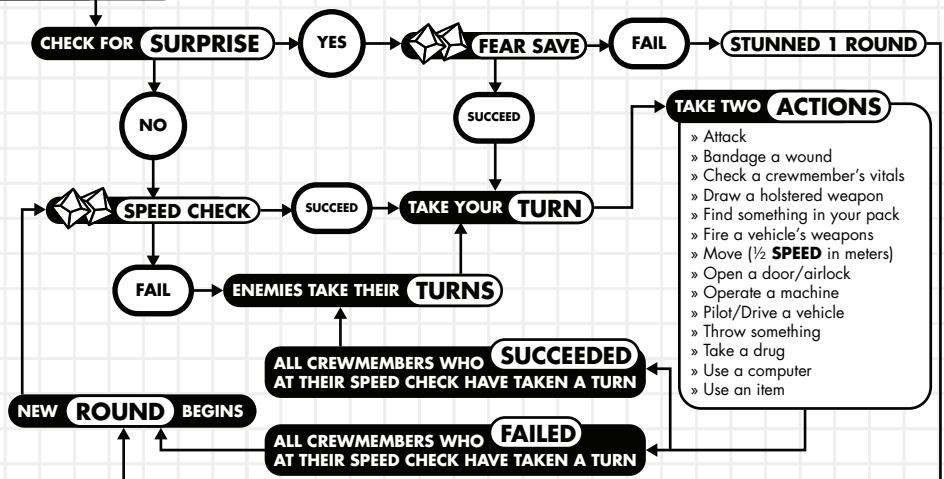 CHECK FOR SURPRISE
YES
FEAR SAVE
FAIL
STUNNED 1 ROUND
NO
SUCCEED
TAKE TWO ACTIONS
» Attack
» Bandage a wound
» Check a crewmember's vitals
» Draw a holstered weapon
» Find something in your pack
» Fire a vehicle's weapons
» Move (½ SPEED in meters)
» Open a door/airlock
» Operate a machine
» Pilot/Drive a vehicle
» Throw something
» Take a drug
» Use a computer
» Use an item
SPEED CHECK
SUCCEED
TAKE YOUR TURN
FAIL
ENEMIES TAKE THEIR TURNS
ALL CREWMEMBERS WHO SUCCEEDED
AT THEIR SPEED CHECK HAVE TAKEN A TURN
NEW ROUND BEGINS
ALL CREWMEMBERS WHO FAILED
AT THEIR SPEED CHECK HAVE TAKEN A TURN